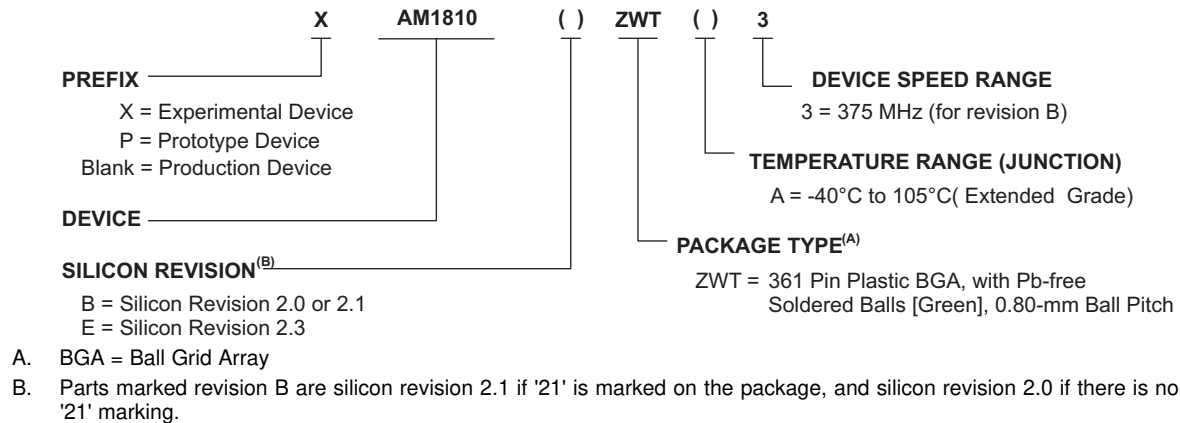 X AM1810 ( ) ZWT ( ) 3
PREFIX
X = Experimental Device
P = Prototype Device
Blank = Production Device
DEVICE
SILICON REVISION(B)
B = Silicon Revision 2.0 or 2.1
E = Silicon Revision 2.3
DEVICE SPEED RANGE
3 = 375 MHz (for revision B)
TEMPERATURE RANGE (JUNCTION)
A = -40°C to 105°C( Extended Grade)
PACKAGE TYPE(A)
ZWT = 361 Pin Plastic BGA, with Pb-free
Soldered Balls [Green], 0.80-mm Ball Pitch
A. BGA = Ball Grid Array
B. Parts marked revision B are silicon revision 2.1 if '21' is marked on the package, and silicon revision 2.0 if there is no
'21' marking.